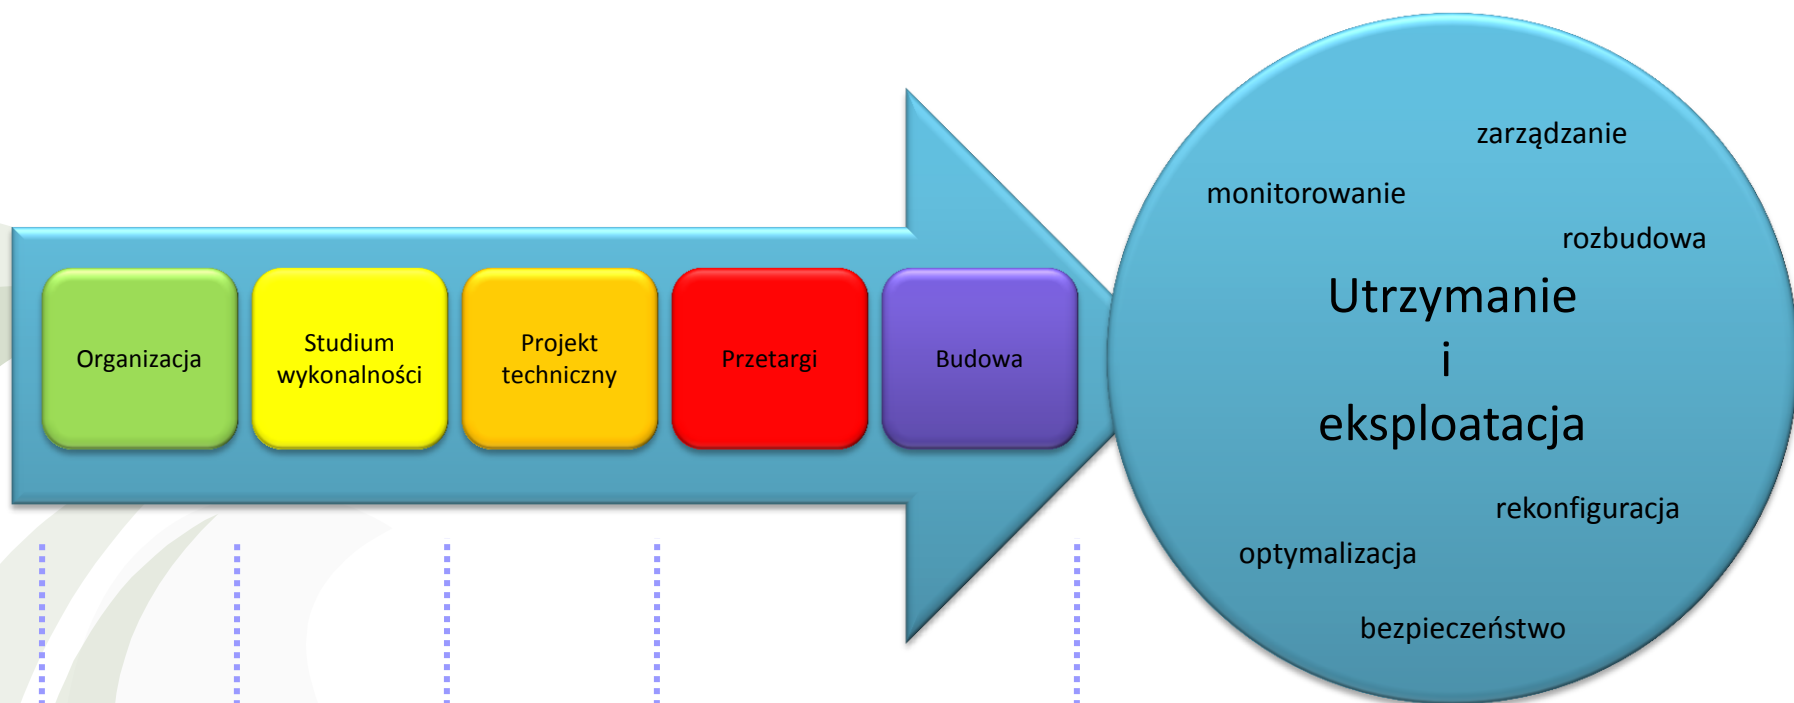 Organizacja
Studium
wykonalności
Projekt
techniczny
Przetargi
Budowa
zarządzanie
monitorowanie
rozbudowa
Utrzymanie
i
eksploatacja
rekonfiguracja
optymalizacja
bezpieczeństwo